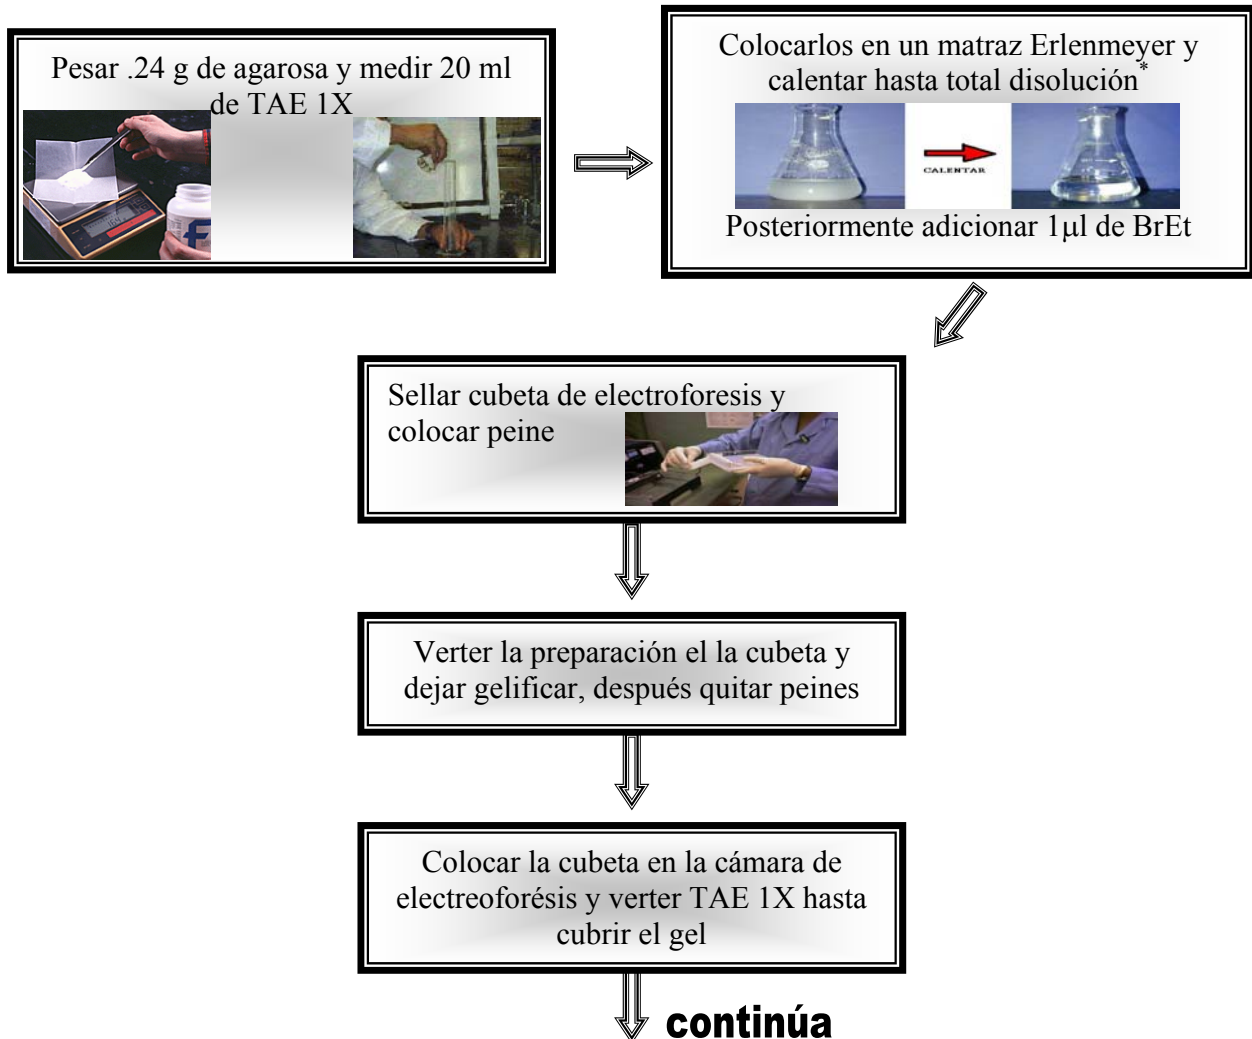 Pesar .24 g de agarosa y medir 20 ml
de TAE 1X
Colocarlos en un matraz Erlenmeyer y
calentar hasta total disolución*
CALENTAR
Posteriormente adicionar 1µl de BrEt
Sellar cubeta de electroforesis y
colocar peine
Verter la preparación el la cubeta y
dejar gelificar, después quitar peines
Colocar la cubeta en la cámara de
electreoforésis y verter TAE 1X hasta
cubrir el gel
continúa